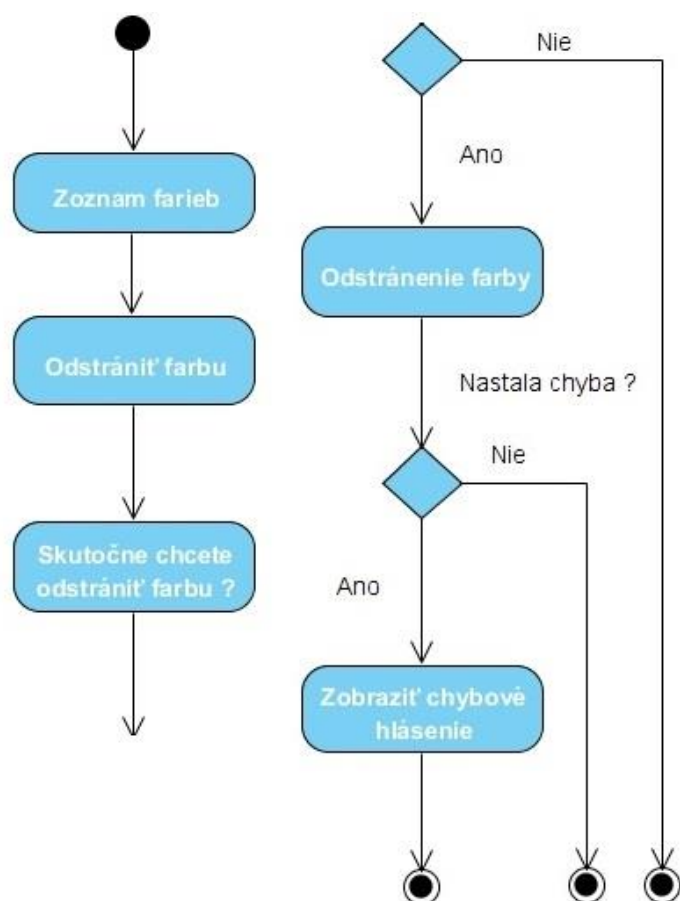 Zoznam farieb
Odstrániť farbu
Skutočne chcete
odstrániť farbu ?
Nie
Ano
Odstránenie farby
Nastala chyba ?
Nie
Ano
Zobraziť chybové
hlásenie